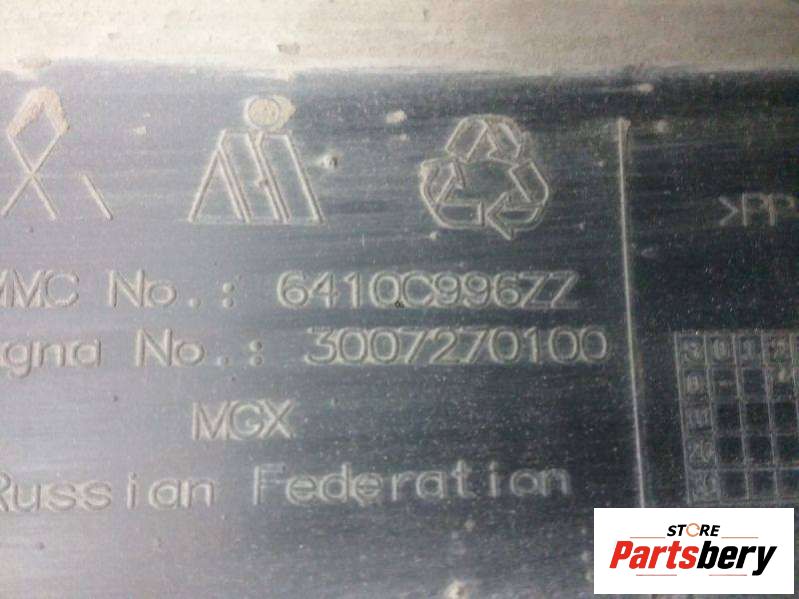 >PP
MMC No.: 6410C996ZZ
gna No.: 3007270100
MGX
Russian Federation
STORE
Partsbery